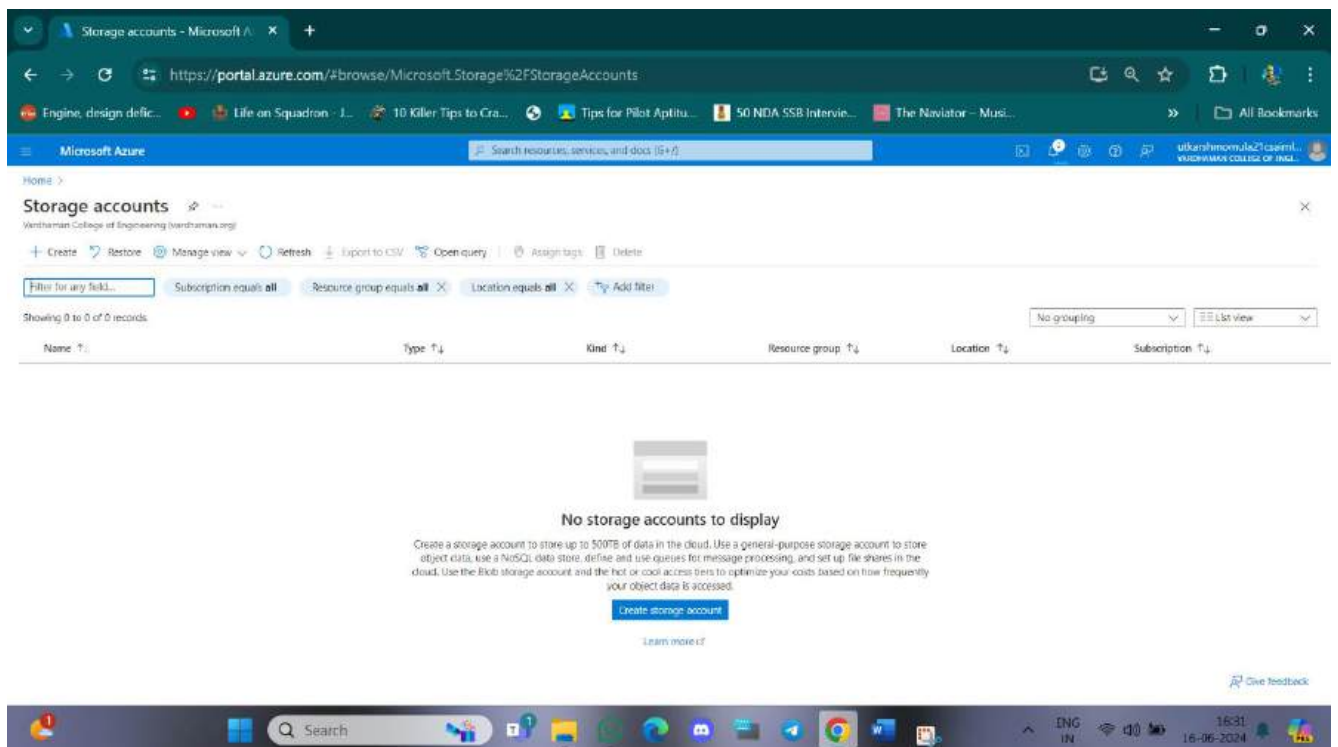 Storage accounts - Microsoft A
https://portal.azure.com/#browse/Microsoft.Storage%2FStorageAccounts
Engine, design defic... Life on Squadron - J... 10 Killer Tips to Cra... Tips for Pilot Aptitu... 50 NDA SSB Intervie... The Naviator – Musi... » All Bookmarks
Microsoft Azure Search resources, services, and docs (G+/) utkarshmomula21csaiml...
VARDHAMAN COLLEGE OF ENGI...
Home >
Storage accounts
Vardhaman College of Engineering (vardhaman.org)
Create Restore Manage view Refresh Export to CSV Open query Assign tags Delete
Filter for any field... Subscription equals all Resource group equals all Location equals all Add filter
Showing 0 to 0 of 0 records.
No grouping List view
Name Type Kind Resource group Location Subscription
No storage accounts to display
Create a storage account to store up to 500TB of data in the cloud. Use a general-purpose storage account to store
object data, use a NoSQL data store, define and use queues for message processing, and set up file shares in the
cloud. Use the Blob storage account and the hot or cool access tiers to optimize your costs based on how frequently
your object data is accessed.
Create storage account
Learn more
Give feedback
1 Search ENG
IN 16:31
16-06-2024